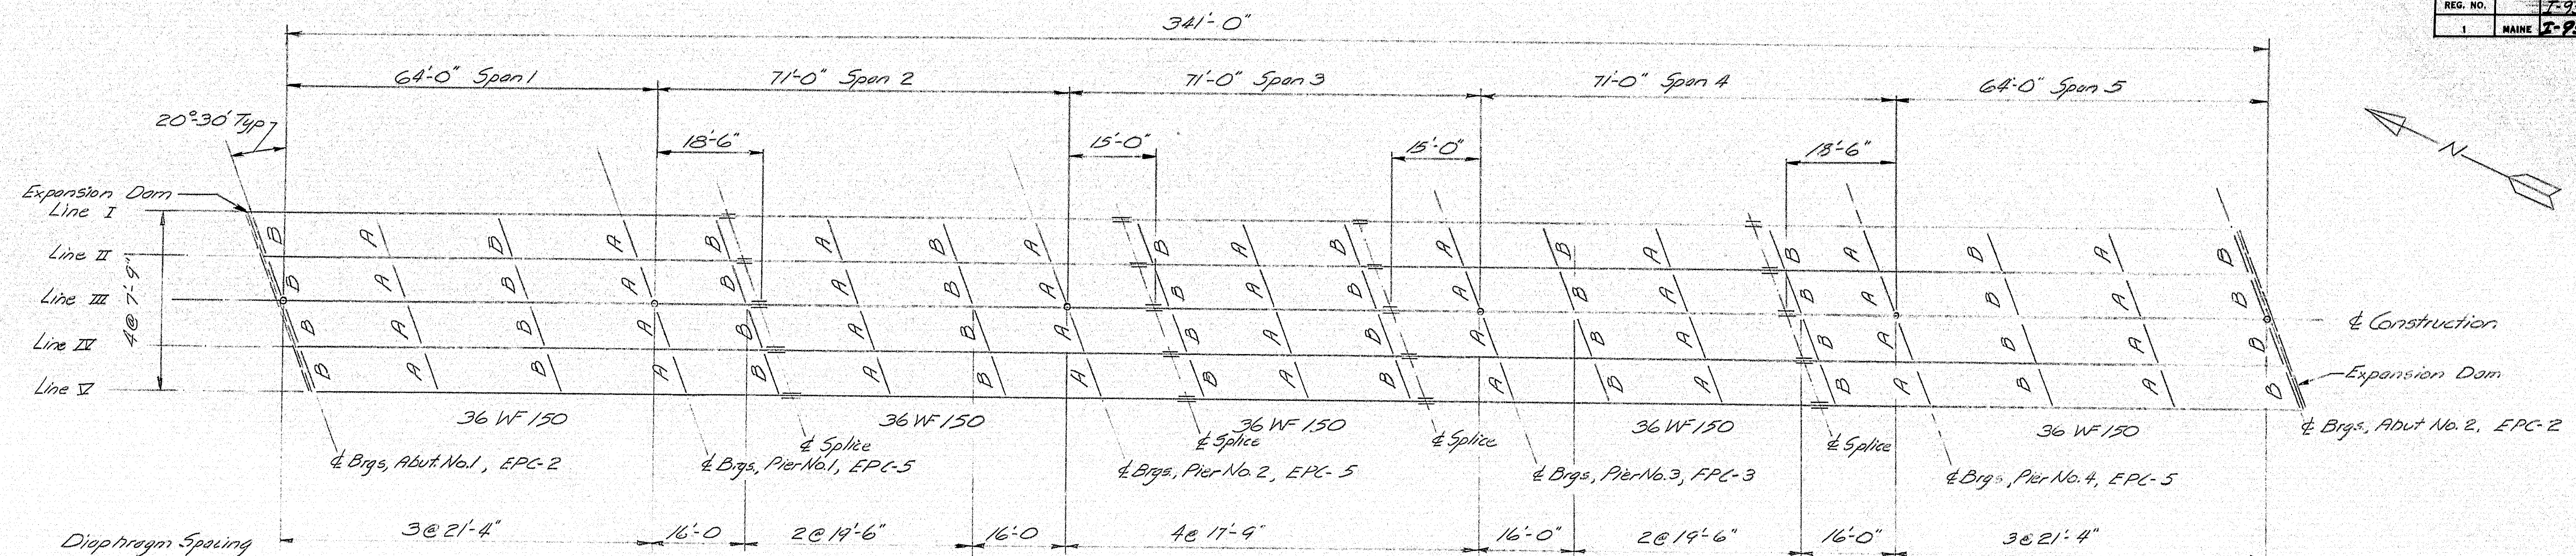 REG. NO. I-9
1 MAINE I-9
341'-0"
64'-0" Span 1 71'-0" Span 2 71'-0" Span 3 71'-0" Span 4 64'-0" Span 5
20°-30' Typ
18'-6" 15'-0" 15'-0" 18'-6"
N
Expansion Dam
Line I
B A B A B A B A B A B A B A B A B A B
Line II
B A B A B A B A B A B A B A B A B A B
Line III
4@ 7'-9"
B A B A B A B A B A B A B A B A B A B
℄ Construction
Line IV
B A B A B A B A B A B A B A B A B A B
Line V
Expansion Dam
36 WF 150 36 WF 150 36 WF 150 36 WF 150 36 WF 150
℄ Splice ℄ Splice ℄ Splice ℄ Splice
℄ Brgs, Abut No. 2, EPC-2
℄ Brgs, Abut. No. 1, EPC-2 ℄ Brgs, Pier No. 1, EPC-5 ℄ Brgs, Pier No. 2, EPC-5 ℄ Brgs, Pier No. 3, FPC-3 ℄ Brgs, Pier No. 4, EPC-5
Diaphragm Spacing 3@21'-4" 16'-0 2@19'-6" 16'-0 4@17'-9" 16'-0" 2@19'-6" 16'-0" 3@21'-4"